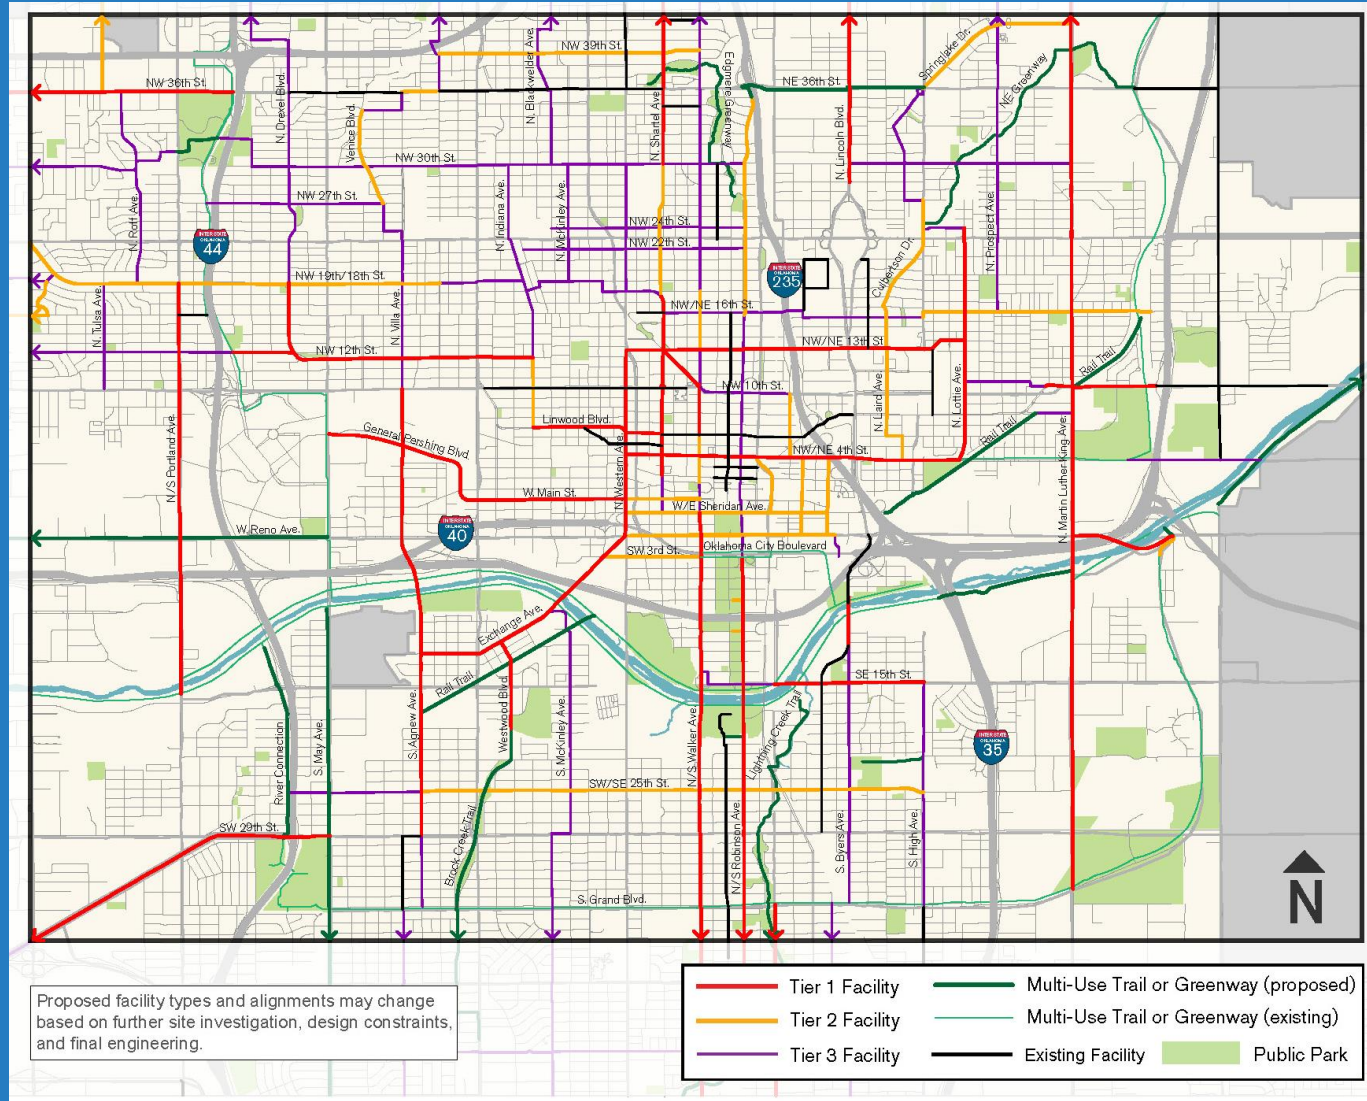 NW 39th St.
NW 36th St.
NE 36th St.
Springlake Dr.
NE Greenway
N. Drexel Blvd.
Venice Blvd.
N. Blackwelder Ave.
N. Shartel Ave.
Edgmere Greenway
N. Lincoln Blvd.
NW 30th St.
NW 27th St.
N. Rott Ave.
N. Indiana Ave.
N. McKinley Ave.
NW 24th St.
NW 22th St.
Culbertson Dr.
N. Prospect Ave.
INTERSTATE
OKLAHOMA
44
INTERSTATE
OKLAHOMA
235
NW 19th/18th St.
N. Tulsa Ave.
N. Villa Ave.
NW/NE 16th St.
NW/NE 13th St.
NW 12th St.
NW 10th St.
Rail Trail
N. Laird Ave.
N. Lottie Ave.
N/S Portland Ave.
General Pershing Blvd.
Linwood Blvd.
N. Western Ave.
NW/NE 4th St.
Rail Trail
N. Martin Luther King Ave.
W. Main St.
W/E Sheridan Ave.
W. Reno Ave.
INTERSTATE
OKLAHOMA
40
SW 3rd St.
Oklahoma City Boulevard
Exchange Ave.
Rail Trail
SE 15th St.
River Connection
S. May Ave.
S. Agnew Ave.
Westwood Blvd.
S. McKinley Ave.
N/S Walker Ave.
Lightning Creek Trail
INTERSTATE
OKLAHOMA
35
SW/SE 25th St.
SW 29th St.
Brock Creek Trail
N/S Robinson Ave.
S. Byers Ave.
S. High Ave.
S. Grand Blvd.
N
Proposed facility types and alignments may change
based on further site investigation, design constraints,
and final engineering.
Tier 1 Facility
Multi-Use Trail or Greenway (proposed)
Tier 2 Facility
Multi-Use Trail or Greenway (existing)
Tier 3 Facility
Existing Facility
Public Park